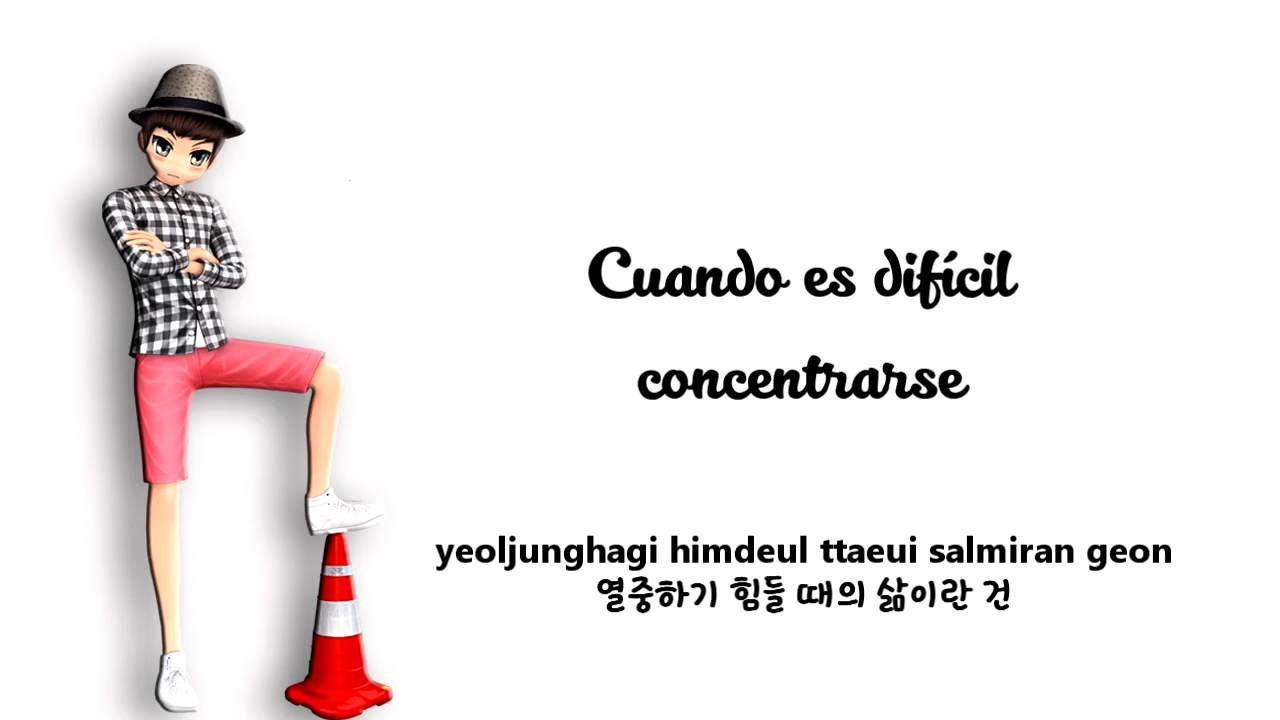 Cuando es difícil
concentrarse
yeoljunghagi himdeul ttaeui salmiran geon
열중하기 힘들 때의 삶이란 건